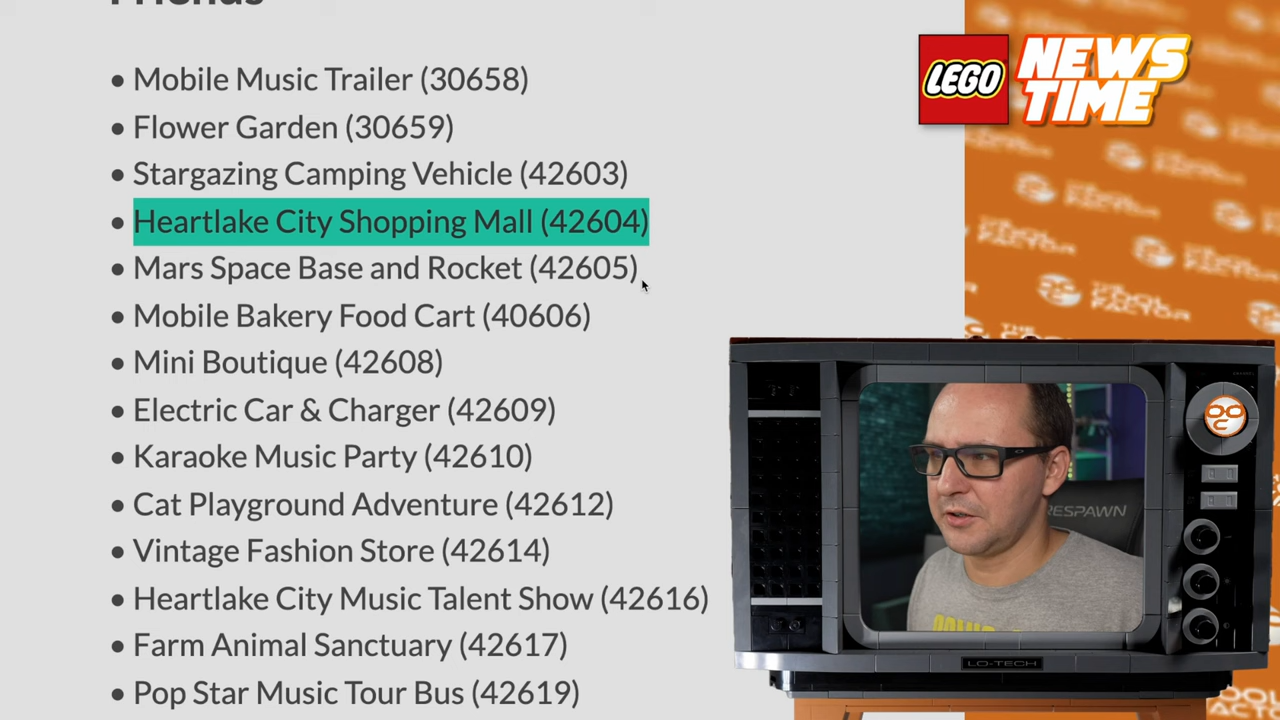 Friends
• Mobile Music Trailer (30658)
• Flower Garden (30659)
• Stargazing Camping Vehicle (42603)
• Heartlake City Shopping Mall (42604)
• Mars Space Base and Rocket (42605)
• Mobile Bakery Food Cart (40606)
• Mini Boutique (42608)
• Electric Car & Charger (42609)
• Karaoke Music Party (42610)
• Cat Playground Adventure (42612)
• Vintage Fashion Store (42614)
• Heartlake City Music Talent Show (42616)
• Farm Animal Sanctuary (42617)
• Pop Star Music Tour Bus (42619)
LEGO
NEWS
TIME
RESPAWN
LO-TECH